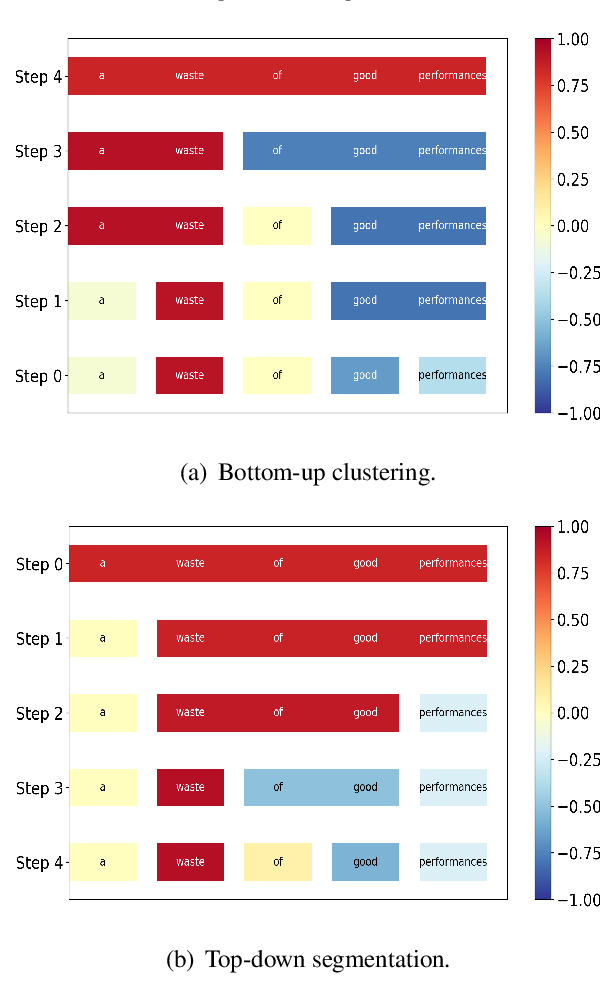 1.00
Step 4 a waste of good performances
0.75
Step 3 a waste of good performances
0.50
0.25
Step 2 a waste of good performances
0.00
−0.25
Step 1 a waste of good performances
−0.50
Step 0 a waste of good performances
−0.75
−1.00
(a) Bottom-up clustering.
1.00
Step 0 a waste of good performances
0.75
Step 1 a waste of good performances
0.50
0.25
Step 2 a waste of good performances
0.00
−0.25
Step 3 a waste of good performances
−0.50
Step 4 a waste of good performances
−0.75
−1.00
(b) Top-down segmentation.